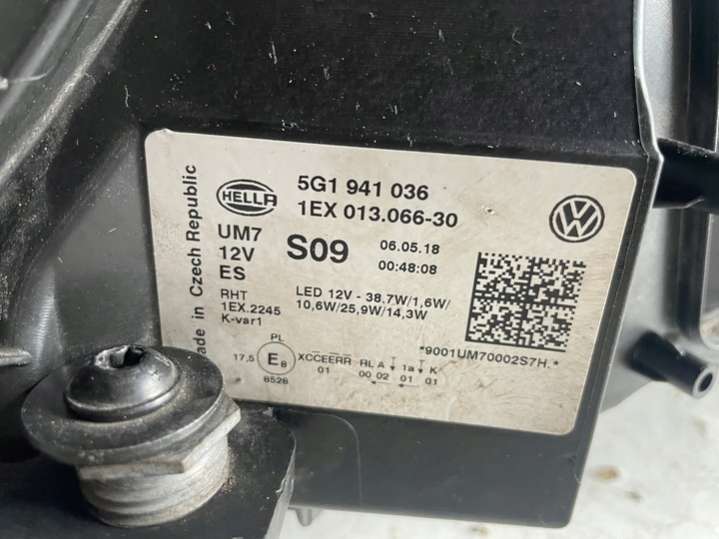 ade in Czech Republic
HELLA
5G1 941 036
1EX 013.066-30
UM7
12V
ES
S09
06.05.18
00:48:08
RHT
1EX.2245
K-var1
LED 12V - 38.7W/1,6W/
10,6W/25,9W/14,3W
*9001UM70002S7H.*
PL
17,5 E8 XCCEERR RL A 1a K
01 00 02 01 01
8528